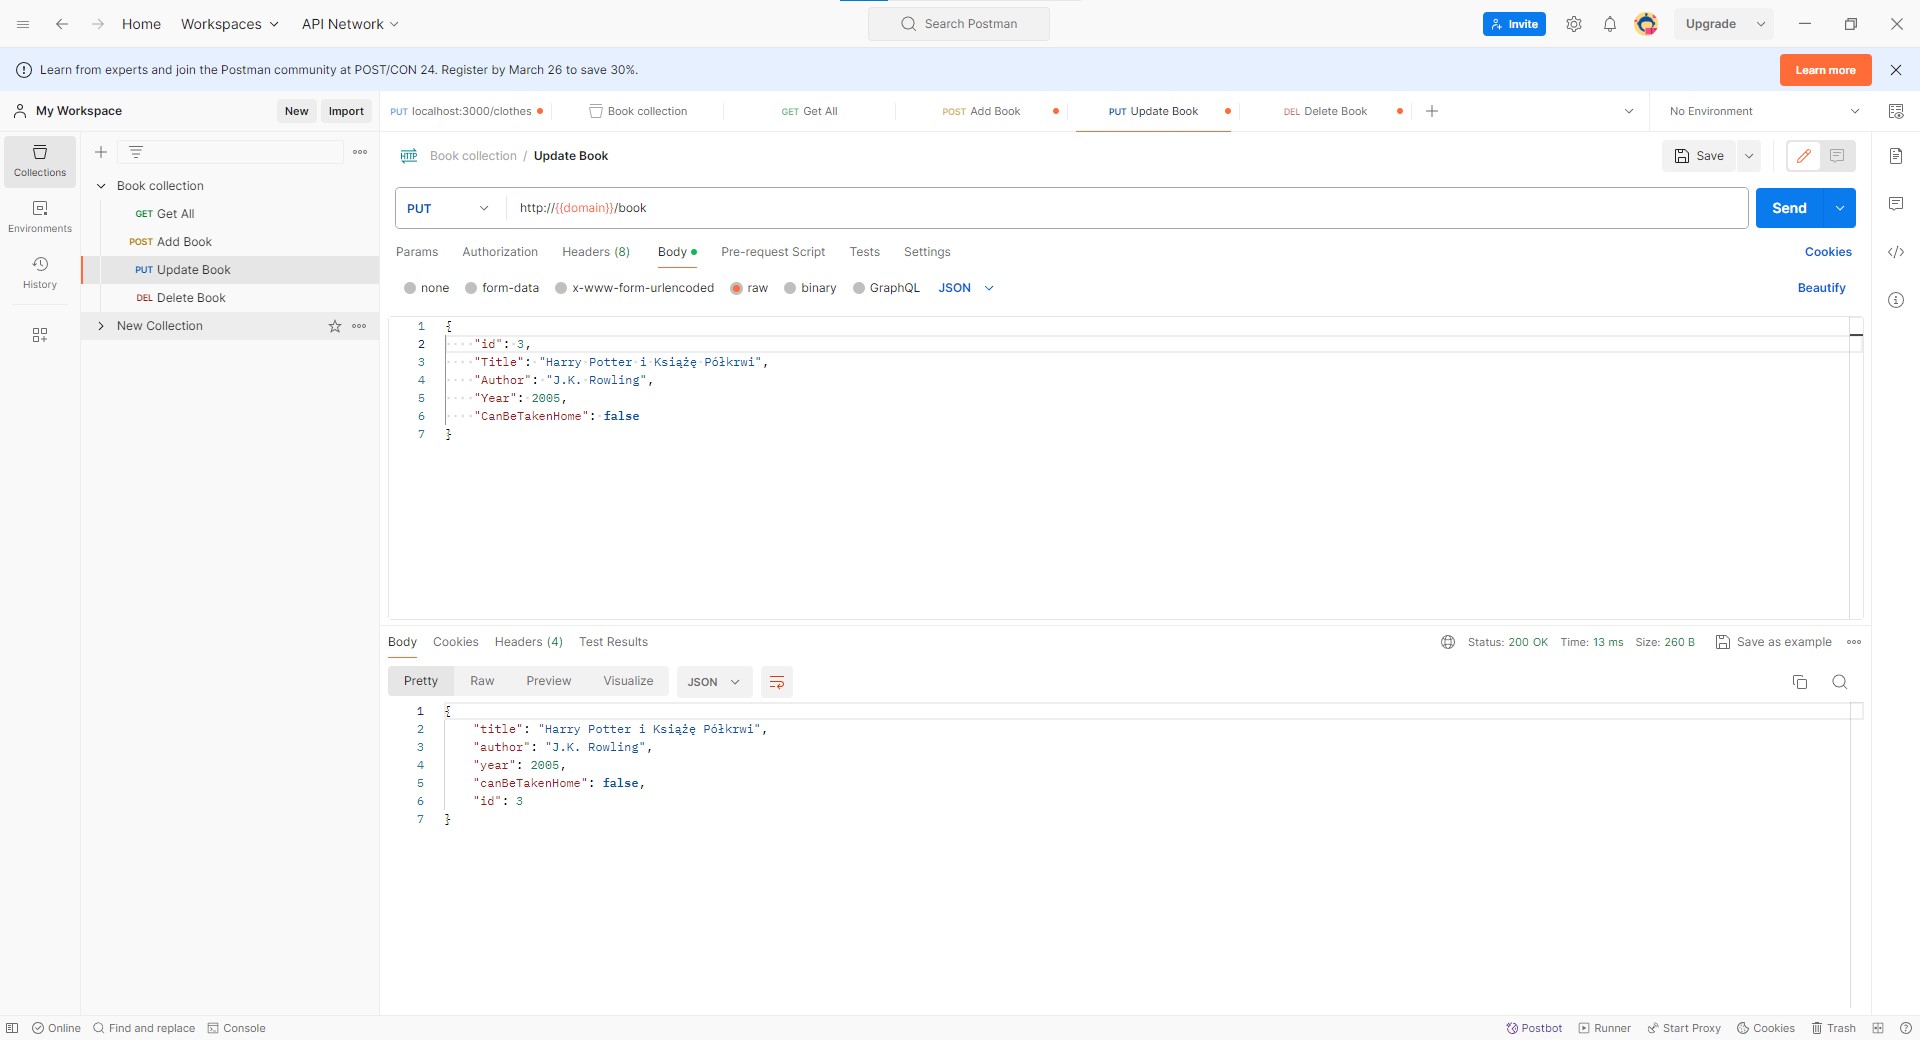 Home Workspaces API Network Search Postman Invite Upgrade
Learn from experts and join the Postman community at POST/CON 24. Register by March 26 to save 30%. Learn more
My Workspace New Import PUT localhost:3000/clothes Book collection GET Get All POST Add Book PUT Update Book DEL Delete Book No Environment
Collections
Environments
History
Book collection
GET Get All
POST Add Book
PUT Update Book
DEL Delete Book
New Collection
HTTP Book collection / Update Book Save
PUT http://{{domain}}/book Send
Params Authorization Headers (8) Body Pre-request Script Tests Settings Cookies
none form-data x-www-form-urlencoded raw binary GraphQL JSON Beautify
1 {
2 "id": 3,
3 "Title": "Harry Potter i Książę Półkrwi",
4 "Author": "J.K. Rowling",
5 "Year": 2005,
6 "CanBeTakenHome": false
7 }
Body Cookies Headers (4) Test Results Status: 200 OK Time: 13 ms Size: 260 B Save as example
Pretty Raw Preview Visualize JSON
1 {
2 "title": "Harry Potter i Książę Półkrwi",
3 "author": "J.K. Rowling",
4 "year": 2005,
5 "canBeTakenHome": false,
6 "id": 3
7 }
Online Find and replace Console Postbot Runner Start Proxy Cookies Trash